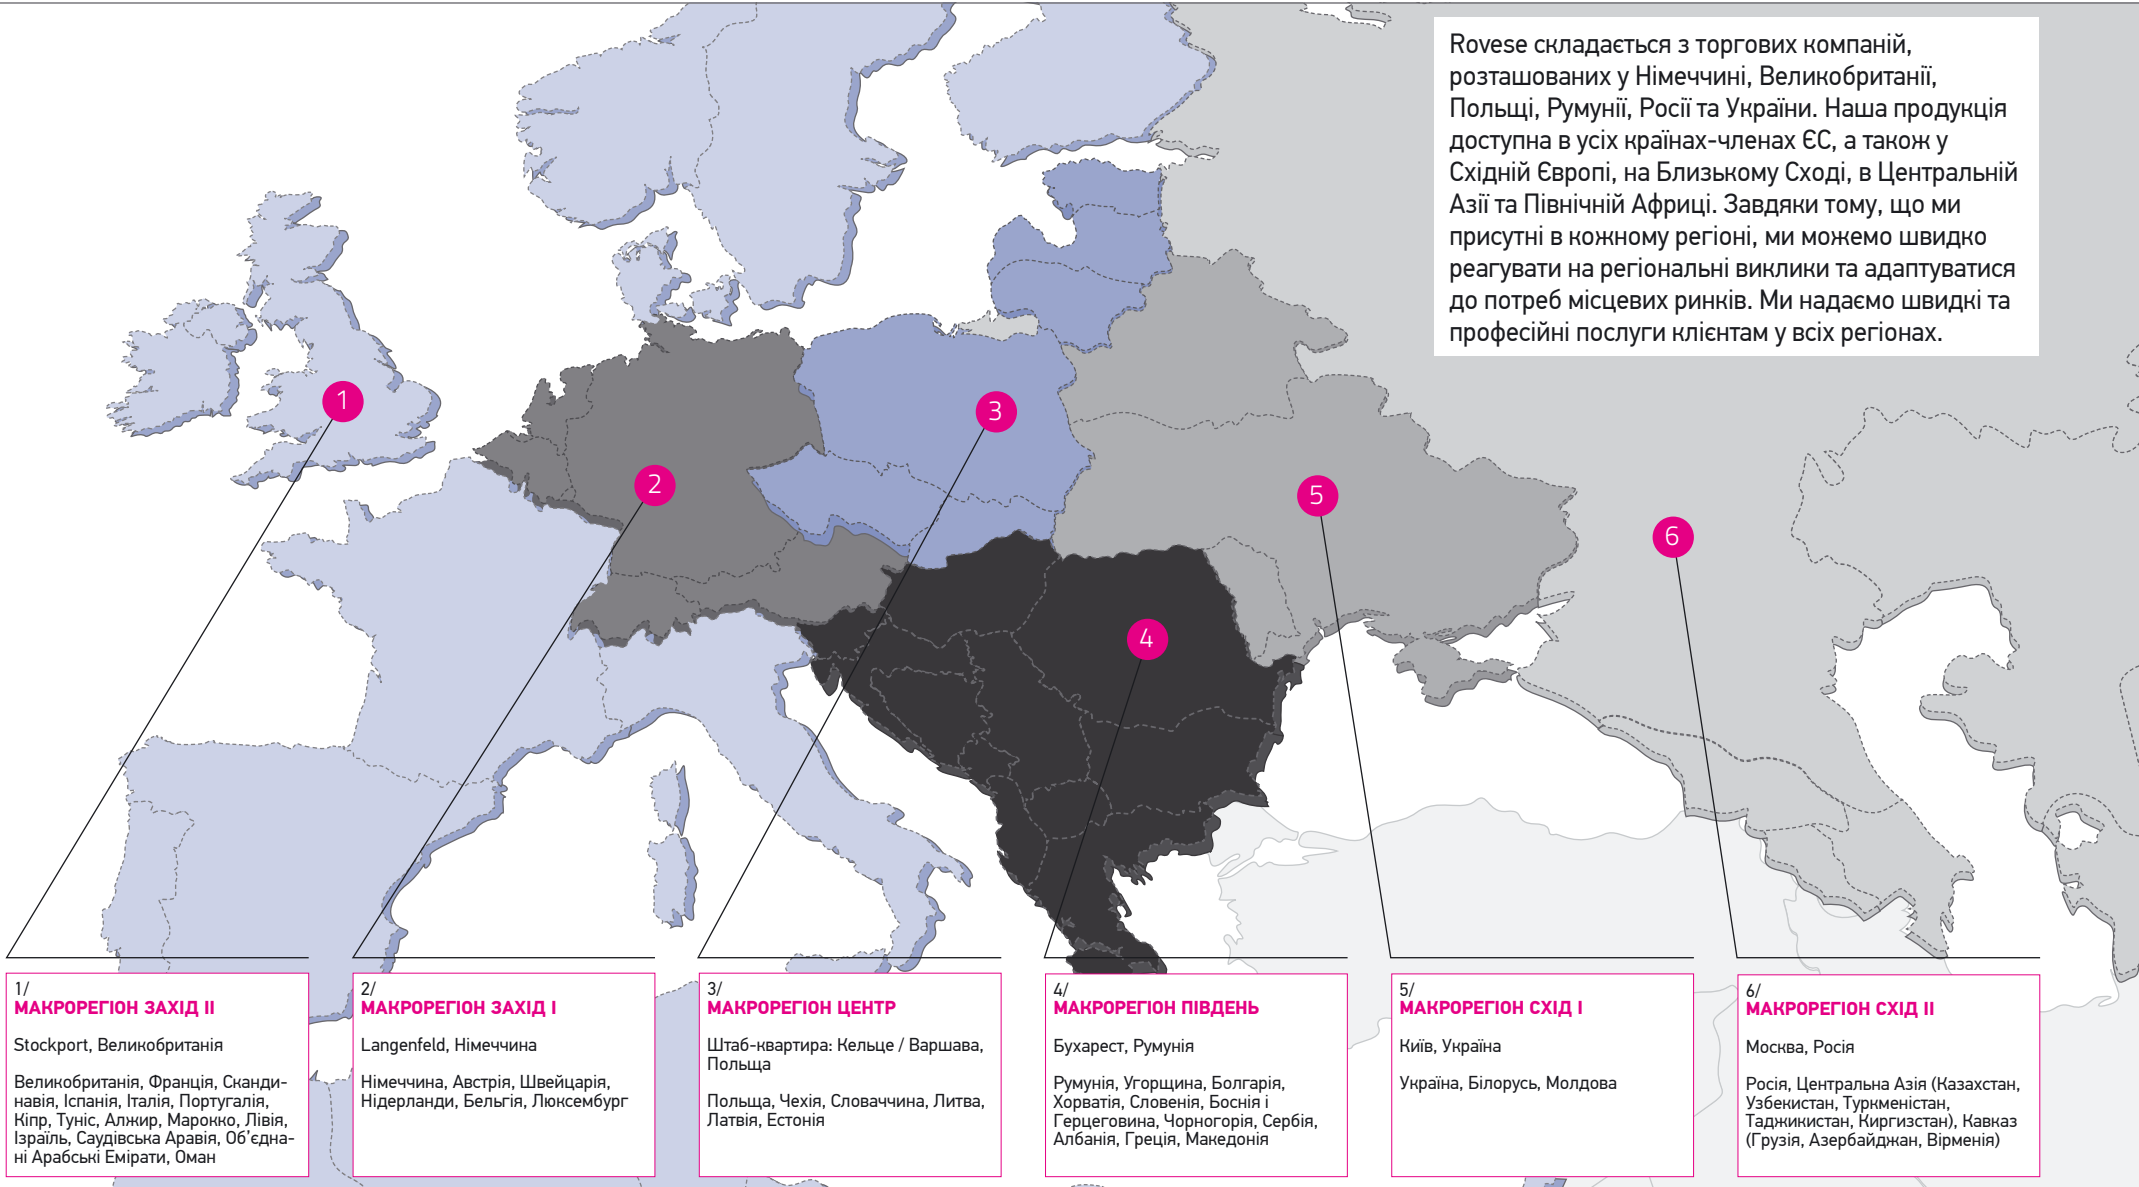 Rovese складається з торгових компаній,
розташованих у Німеччині, Великобританії,
Польщі, Румунії, Росії та України. Наша продукція
доступна в усіх країнах-членах ЄС, а також у
Східній Європі, на Близькому Сході, в Центральній
Азії та Північній Африці. Завдяки тому, що ми
присутні в кожному регіоні, ми можемо швидко
реагувати на регіональні виклики та адаптуватися
до потреб місцевих ринків. Ми надаємо швидкі та
професійні послуги клієнтам у всіх регіонах.
1
2
3
4
5
6
1/
МАКРОРЕГІОН ЗАХІД II
Stockport, Великобританія
Великобританія, Франція, Сканди-
навія, Іспанія, Італія, Португалія,
Кіпр, Туніс, Алжир, Марокко, Лівія,
Ізраїль, Саудівська Аравія, Об’єдна-
ні Арабські Емірати, Оман
2/
МАКРОРЕГІОН ЗАХІД I
Langenfeld, Німеччина
Німеччина, Австрія, Швейцарія,
Нідерланди, Бельгія, Люксембург
3/
МАКРОРЕГІОН ЦЕНТР
Штаб-квартира: Кельце / Варшава,
Польща
Польща, Чехія, Словаччина, Литва,
Латвія, Естонія
4/
МАКРОРЕГІОН ПІВДЕНЬ
Бухарест, Румунія
Румунія, Угорщина, Болгарія,
Хорватія, Словенія, Боснія і
Герцеговина, Чорногорія, Сербія,
Албанія, Греція, Македонія
5/
МАКРОРЕГІОН СХІД I
Київ, Україна
Україна, Білорусь, Молдова
6/
МАКРОРЕГІОН СХІД II
Москва, Росія
Росія, Центральна Азія (Казахстан,
Узбекистан, Туркменістан,
Таджикистан, Киргизстан), Кавказ
(Грузія, Азербайджан, Вірменія)